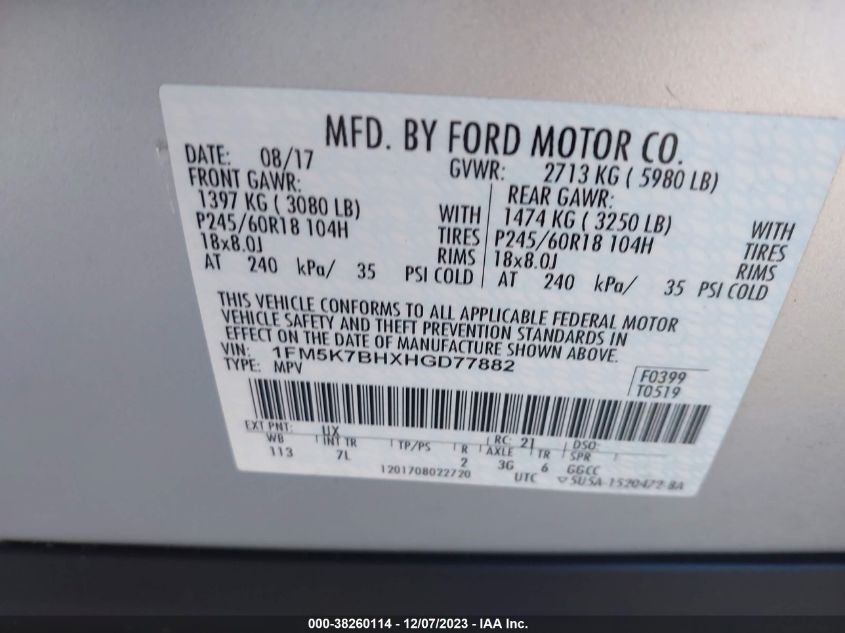 MFD. BY FORD MOTOR CO.
DATE: 08/17
GVWR: 2713 KG ( 5980 LB)
FRONT GAWR:
1397 KG ( 3080 LB) WITH
P245/60R18 104H TIRES
18x8.0J RIMS
AT 240 kPa/ 35 PSI COLD
REAR GAWR:
1474 KG ( 3250 LB) WITH
P245/60R18 104H TIRES
18x8.0J RIMS
AT 240 kPa/ 35 PSI COLD
THIS VEHICLE CONFORMS TO ALL APPLICABLE FEDERAL MOTOR
VEHICLE SAFETY AND THEFT PREVENTION STANDARDS IN
EFFECT ON THE DATE OF MANUFACTURE SHOWN ABOVE.
VIN: 1FM5K7BHXHGD77882
TYPE: MPV
F0399
T0519
EXT PNT: UX RC: 21 DSO:
WB INT TR TP/PS R AXLE TR SPR
113 7L 2 3G 6 GGCC
1201708022720 UTC ▽5U5A-1520472-BA
000-38260114 - 12/07/2023 - IAA Inc.